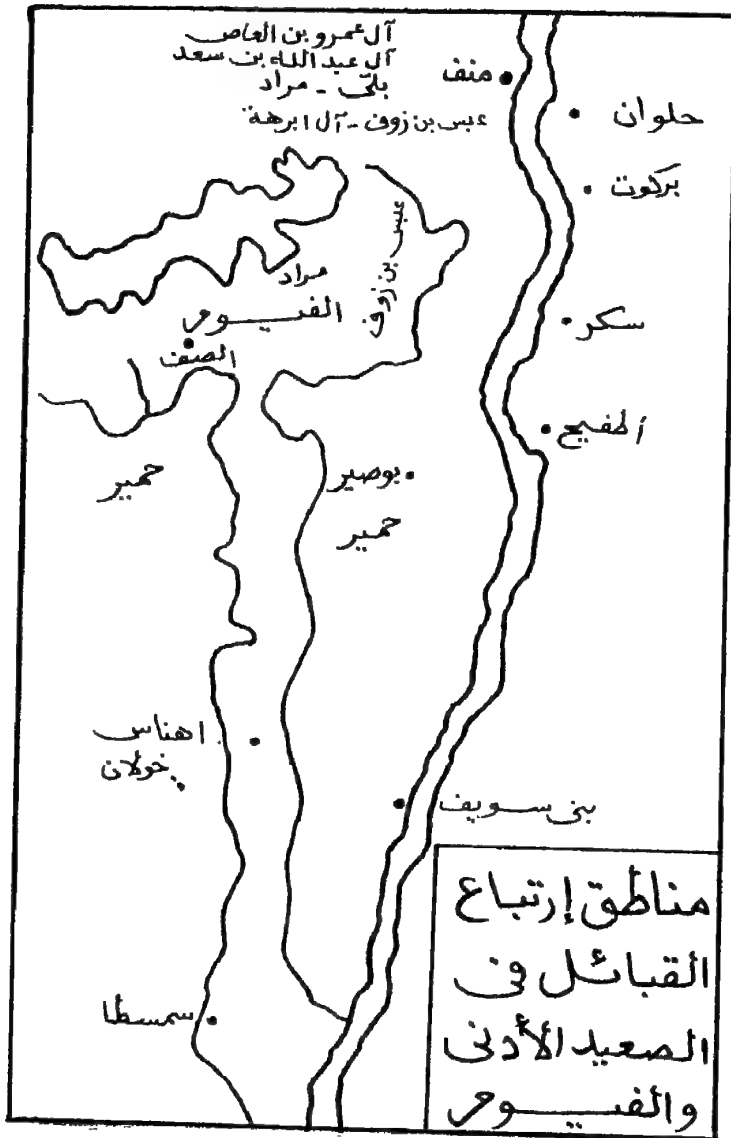 آل عمرو بن العاص
آل عبد الله بن سعد
بلّى - مراد
عبس بن زوف - آل ابرهة
منف
حلوان
بركوت
عبس بن زوف
مراد
الفيوم
الصف
سكر
أطفيح
حمير
بوصير
حمير
اهناس
خولان
بنى سويف
سمسطا
مناطق إرتباع
القبائل فى
الصعيد الأدنى
والفيوم